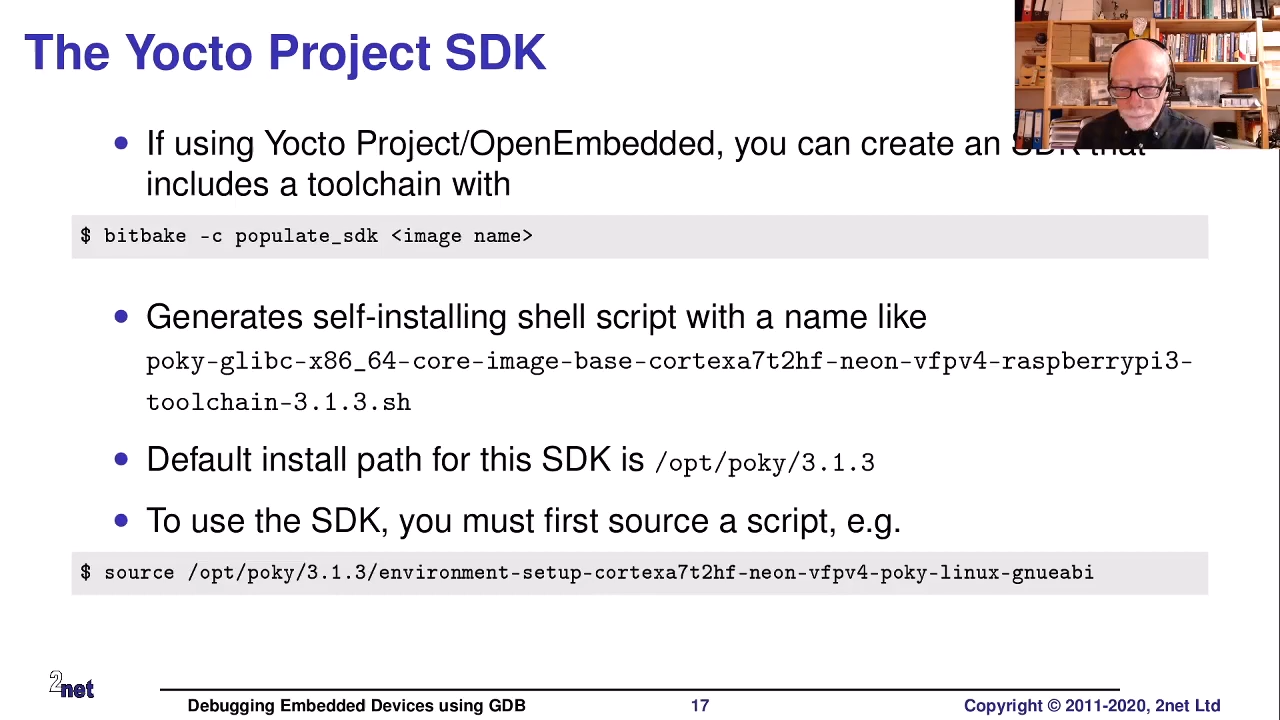 The Yocto Project SDK
If using Yocto Project/OpenEmbedded, you can create an SDK that
includes a toolchain with
$ bitbake -c populate_sdk <image name>
Generates self-installing shell script with a name like
poky-glibc-x86_64-core-image-base-cortexa7t2hf-neon-vfpv4-raspberrypi3-
toolchain-3.1.3.sh
Default install path for this SDK is /opt/poky/3.1.3
To use the SDK, you must first source a script, e.g.
$ source /opt/poky/3.1.3/environment-setup-cortexa7t2hf-neon-vfpv4-poky-linux-gnueabi
2net
Debugging Embedded Devices using GDB
17
Copyright © 2011-2020, 2net Ltd